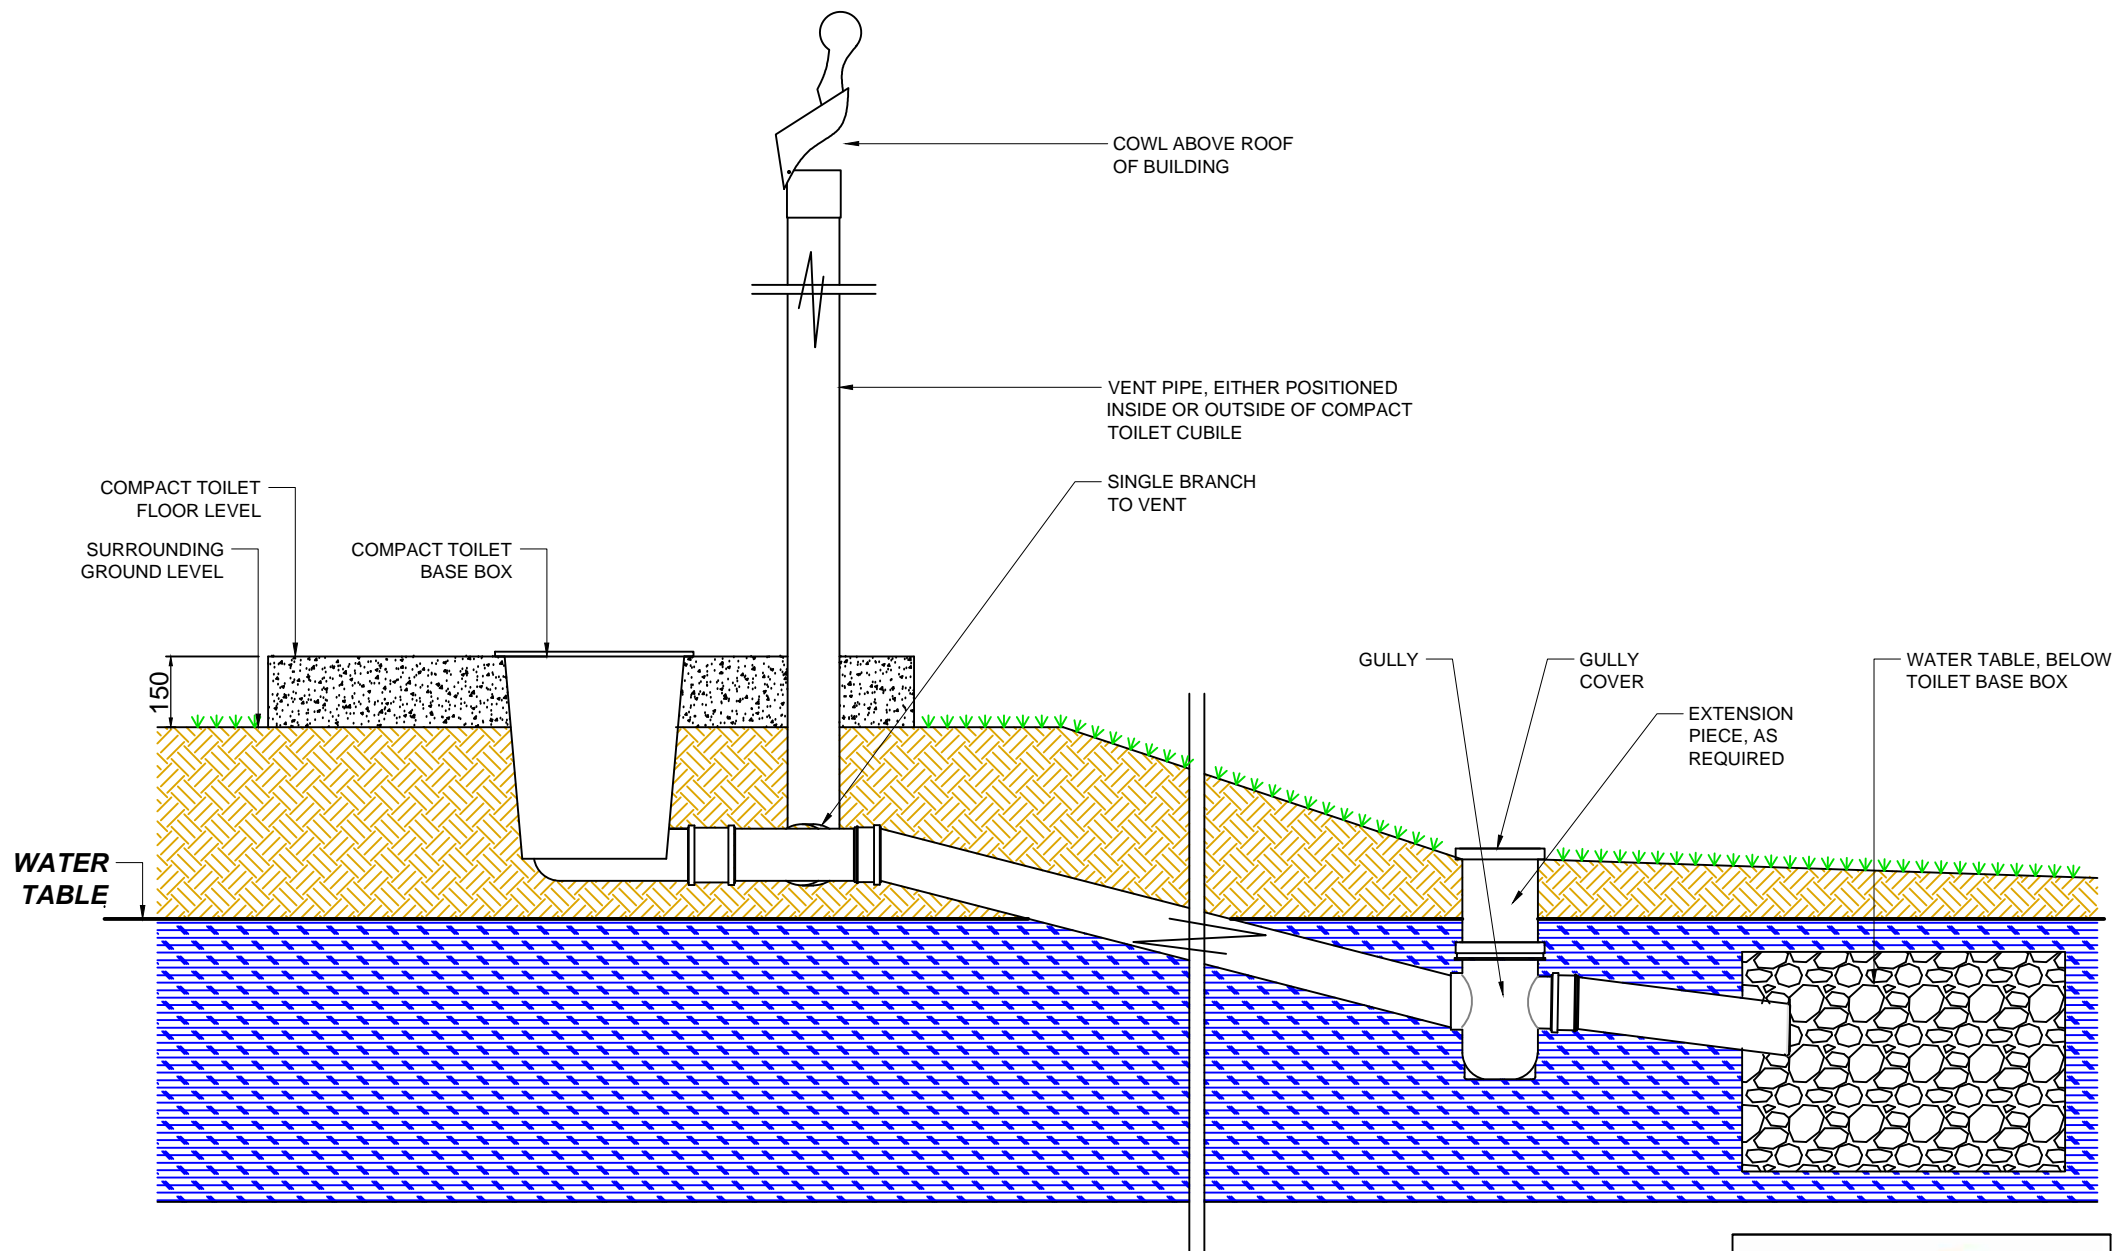 COWL ABOVE ROOF
OF BUILDING
VENT PIPE, EITHER POSITIONED
INSIDE OR OUTSIDE OF COMPACT
TOILET CUBILE
SINGLE BRANCH
TO VENT
COMPACT TOILET
FLOOR LEVEL
SURROUNDING
GROUND LEVEL
COMPACT TOILET
BASE BOX
150
GULLY
GULLY
COVER
WATER TABLE, BELOW
TOILET BASE BOX
EXTENSION
PIECE, AS
REQUIRED
WATER
TABLE